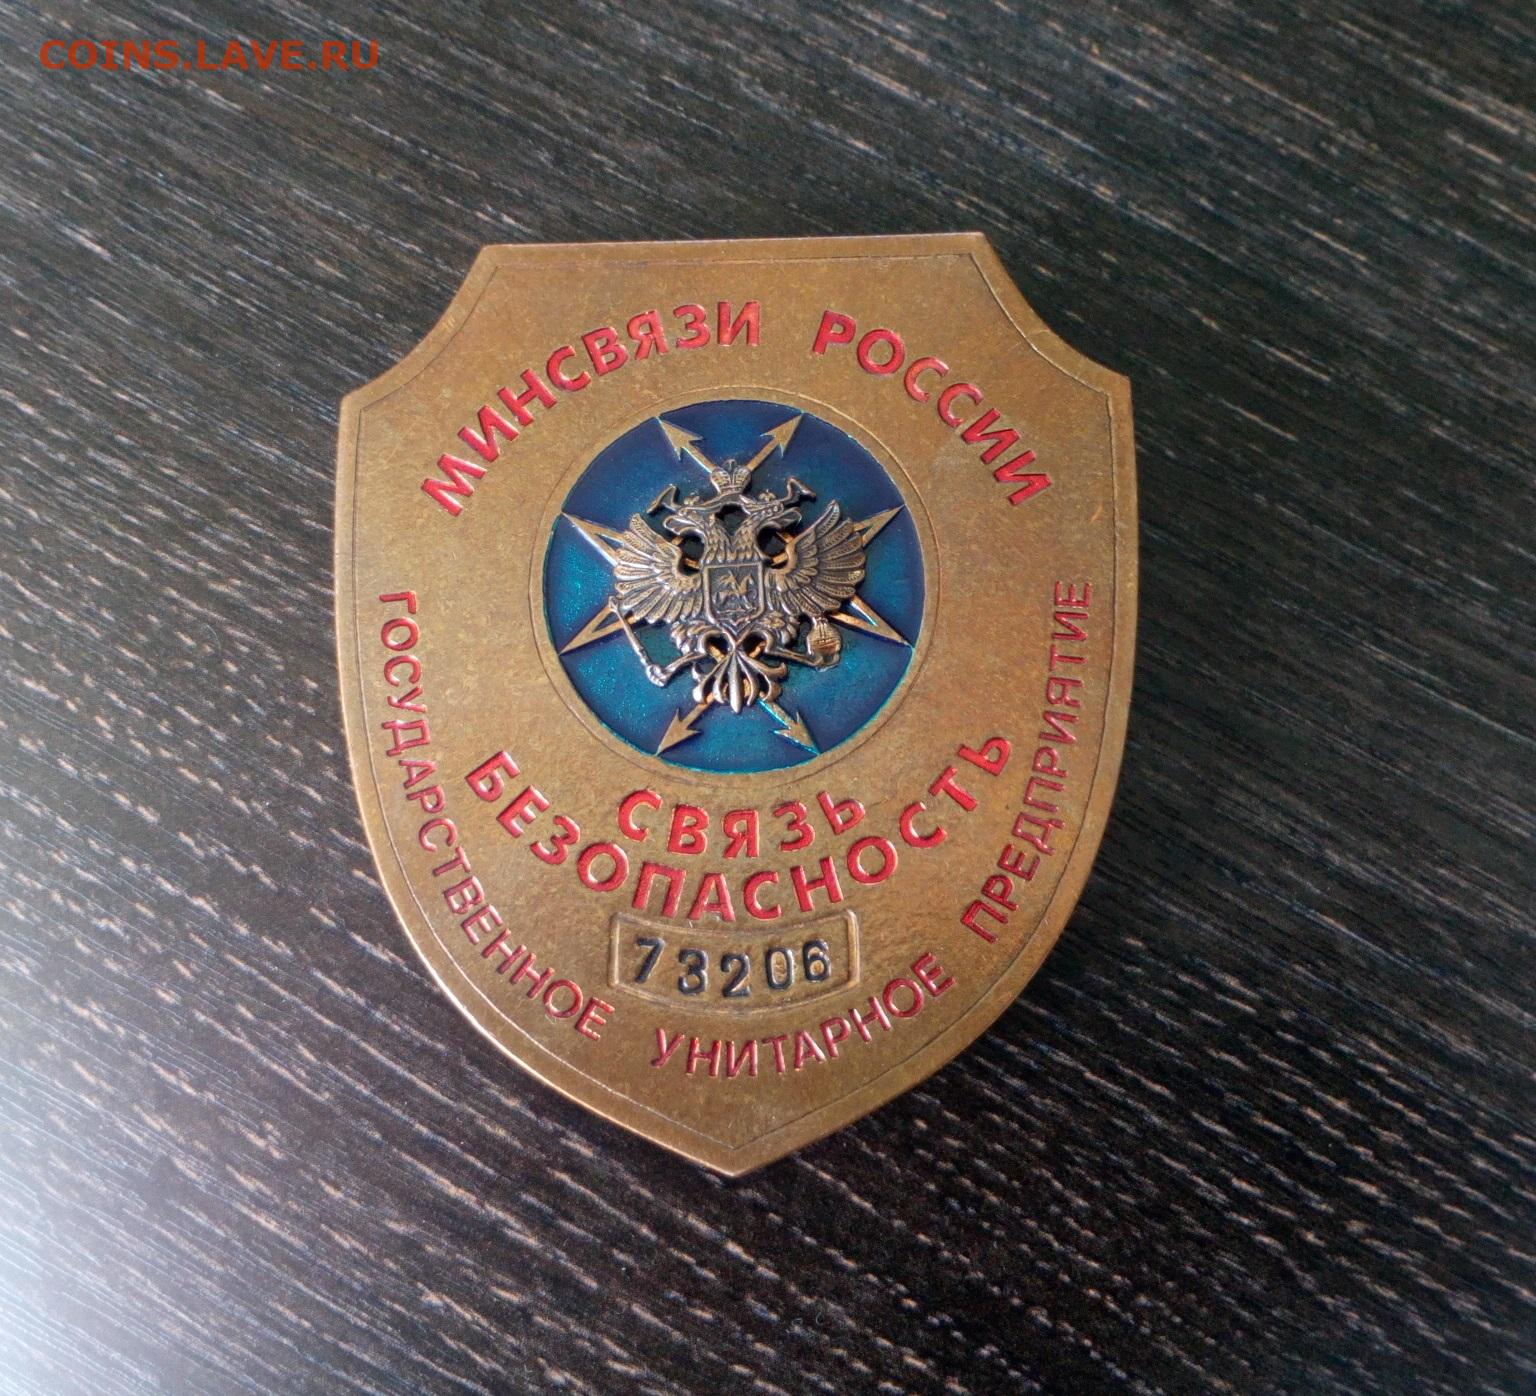 COINS.LAVE.RU
МИНСВЯЗИ РОССИИ
СВЯЗЬ
БЕЗОПАСНОСТЬ
73206
ГОСУДАРСТВЕННОЕ УНИТАРНОЕ ПРЕДПРИЯТИЕ